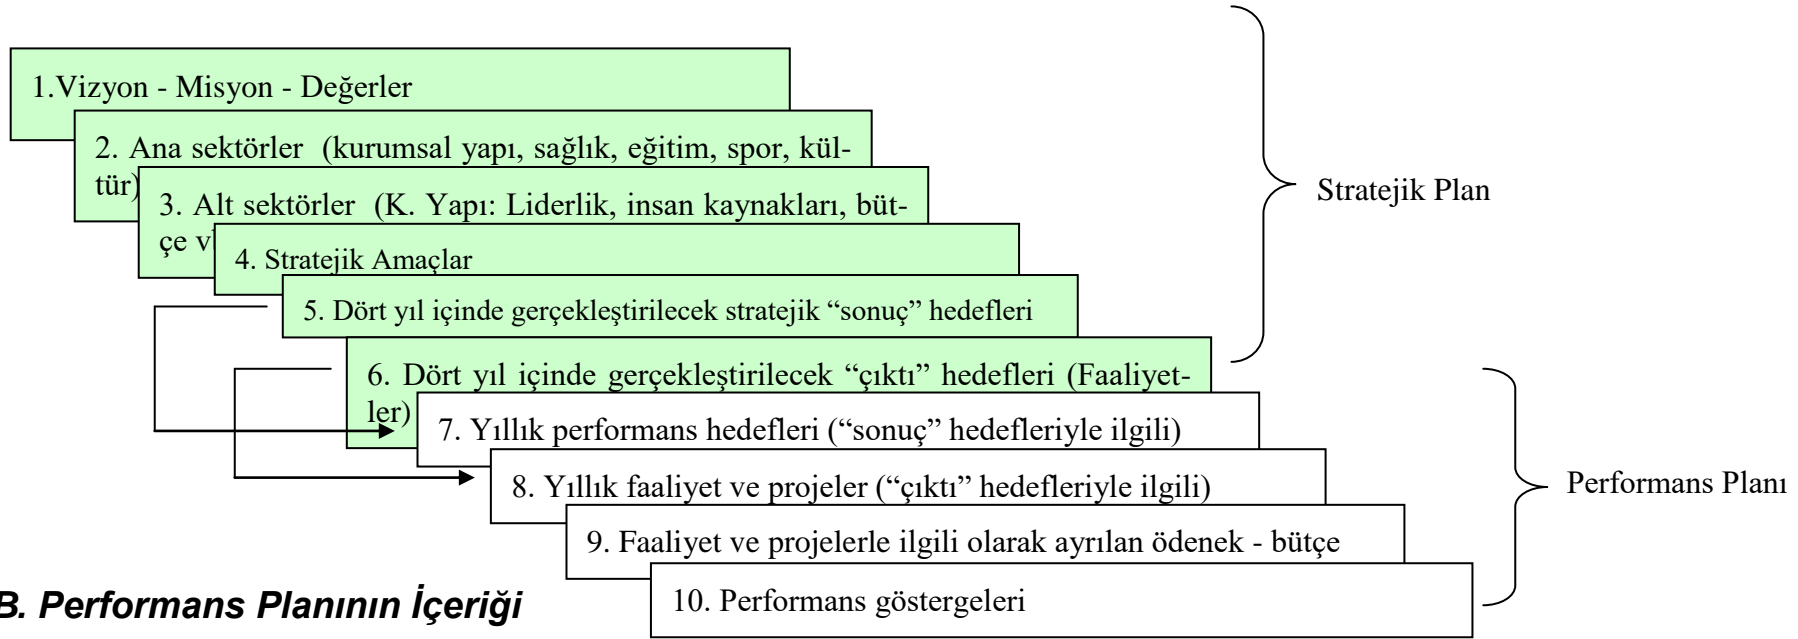 1.Vizyon - Misyon - Değerler
2. Ana sektörler (kurumsal yapı, sağlık, eğitim, spor, kül-
tür)
3. Alt sektörler (K. Yapı: Liderlik, insan kaynakları, büt-
çe
4. Stratejik Amaçlar
5. Dört yıl içinde gerçekleştirilecek stratejik “sonuç” hedefleri
6. Dört yıl içinde gerçekleştirilecek “çıktı” hedefleri (Faaliyet-
ler)
7. Yıllık performans hedefleri (“sonuç” hedefleriyle ilgili)
8. Yıllık faaliyet ve projeler (“çıktı” hedefleriyle ilgili)
9. Faaliyet ve projelerle ilgili olarak ayrılan ödenek - bütçe
10. Performans göstergeleri
Stratejik Plan
Performans Planı
B. Performans Planının İçeriği